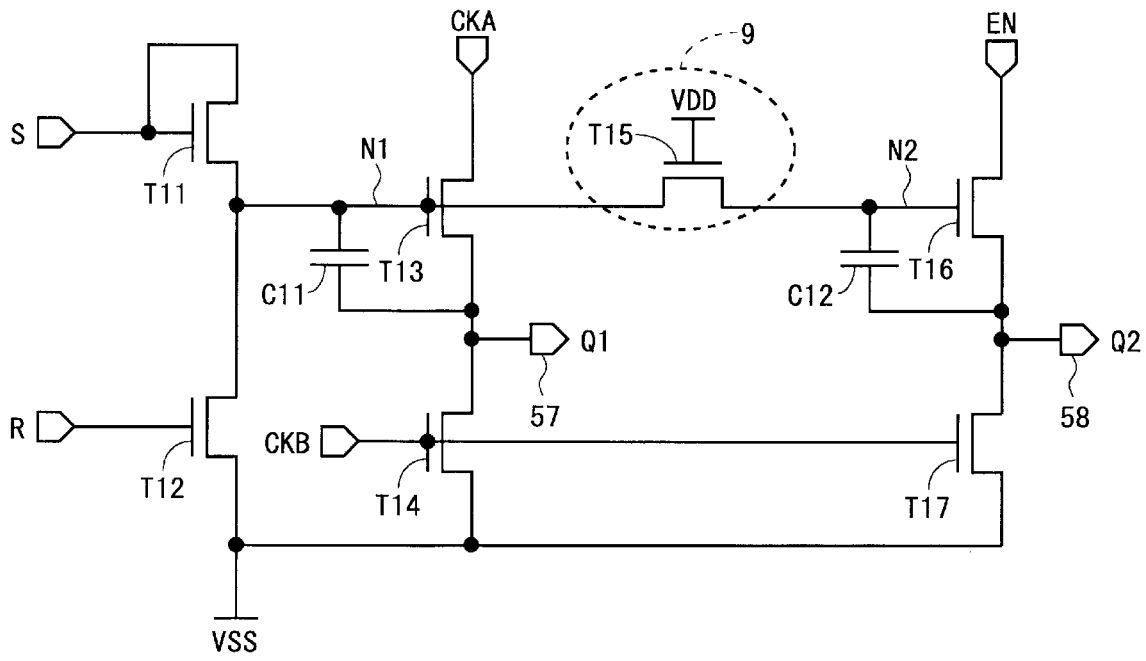 CKA
9
EN
S
VDD
T15
T11
N1
N2
T13
C11
T16
C12
Q1
Q2
57
58
R
CKB
T12
T14
T17
VSS